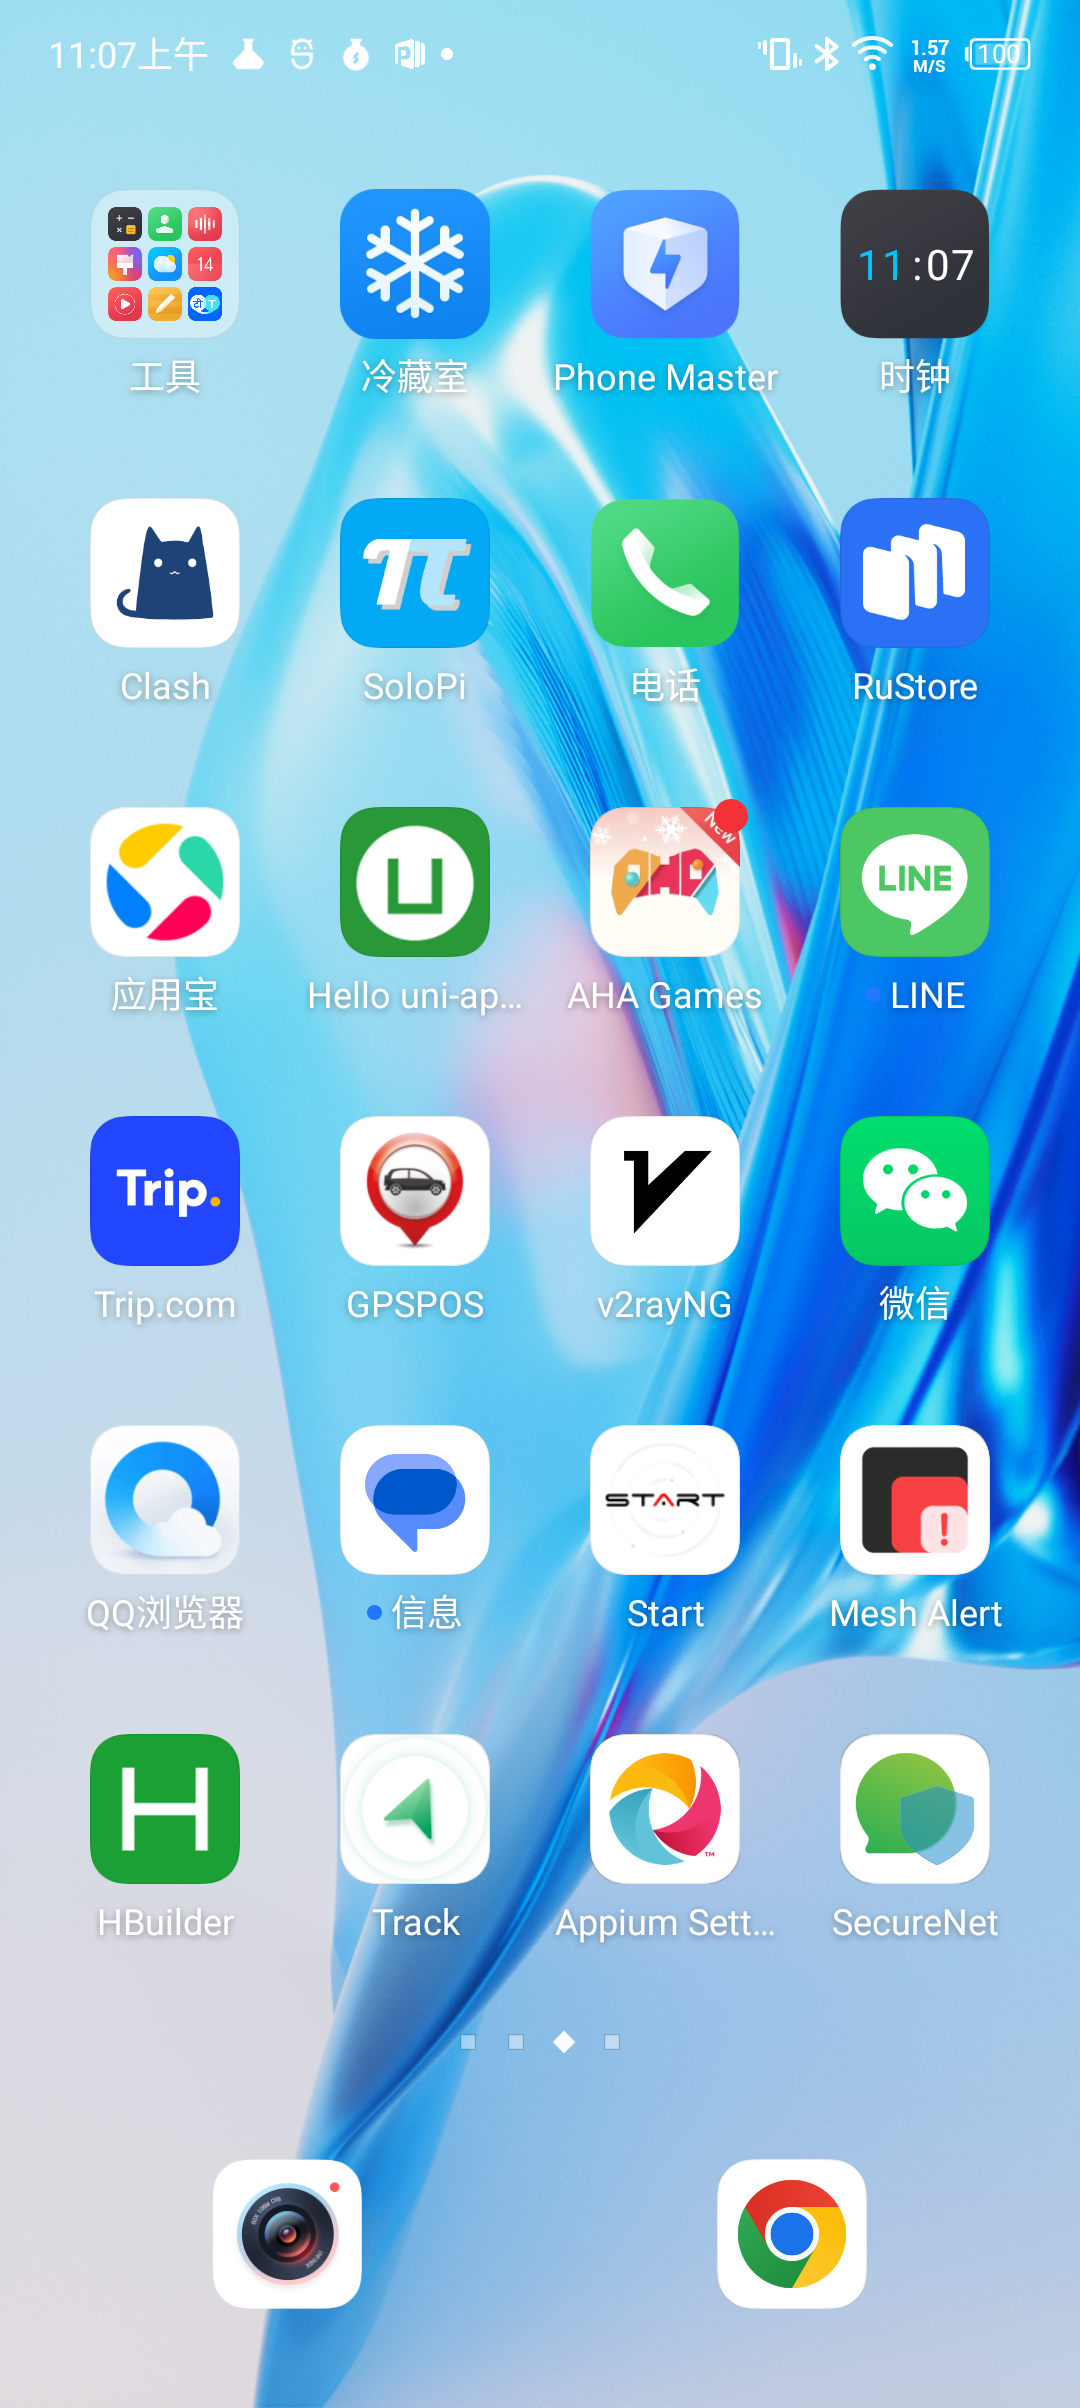 11:07上午
1.57
M/S
100
14
11:07
工具
冷藏室
Phone Master
时钟
Clash
SoloPi
电话
RuStore
New
LINE
应用宝
Hello uni-ap...
AHA Games
LINE
Trip.
Trip.com
GPSPOS
v2rayNG
微信
START
QQ浏览器
信息
Start
Mesh Alert
HBuilder
Track
Appium Sett...
SecureNet